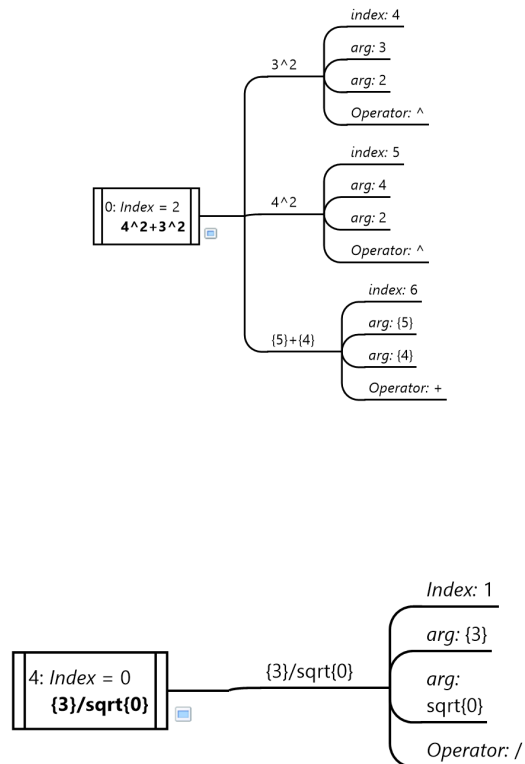 index: 4
arg: 3
3^2
arg: 2
Operator: ^
index: 5
arg: 4
4^2
arg: 2
Operator: ^
0: Index = 2
4^2+3^2
index: 6
arg: {5}
{5}+{4}
arg: {4}
Operator: +
Index: 1
arg: {3}
{3}/sqrt{0}
arg:
sqrt{0}
Operator: /
4: Index = 0
{3}/sqrt{0}